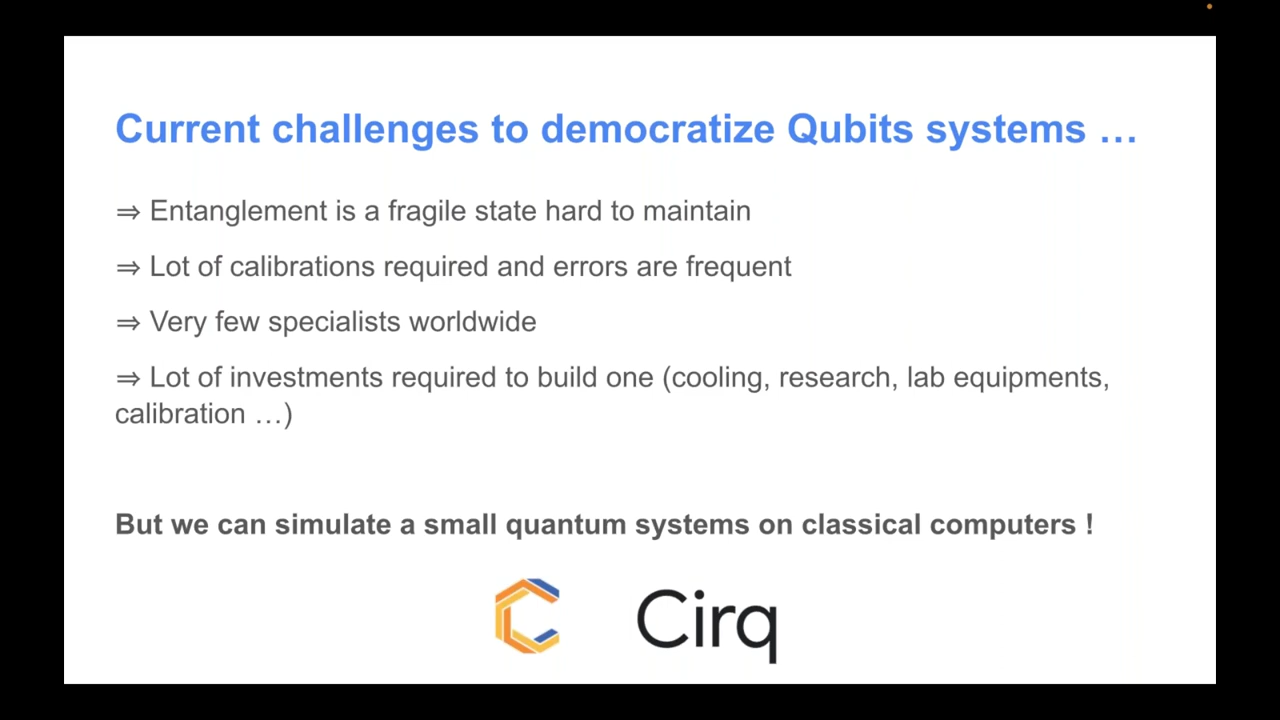 Current challenges to democratize Qubits systems …
⇒ Entanglement is a fragile state hard to maintain
⇒ Lot of calibrations required and errors are frequent
⇒ Very few specialists worldwide
⇒ Lot of investments required to build one (cooling, research, lab equipments,
calibration …)
But we can simulate a small quantum systems on classical computers !
Cirq